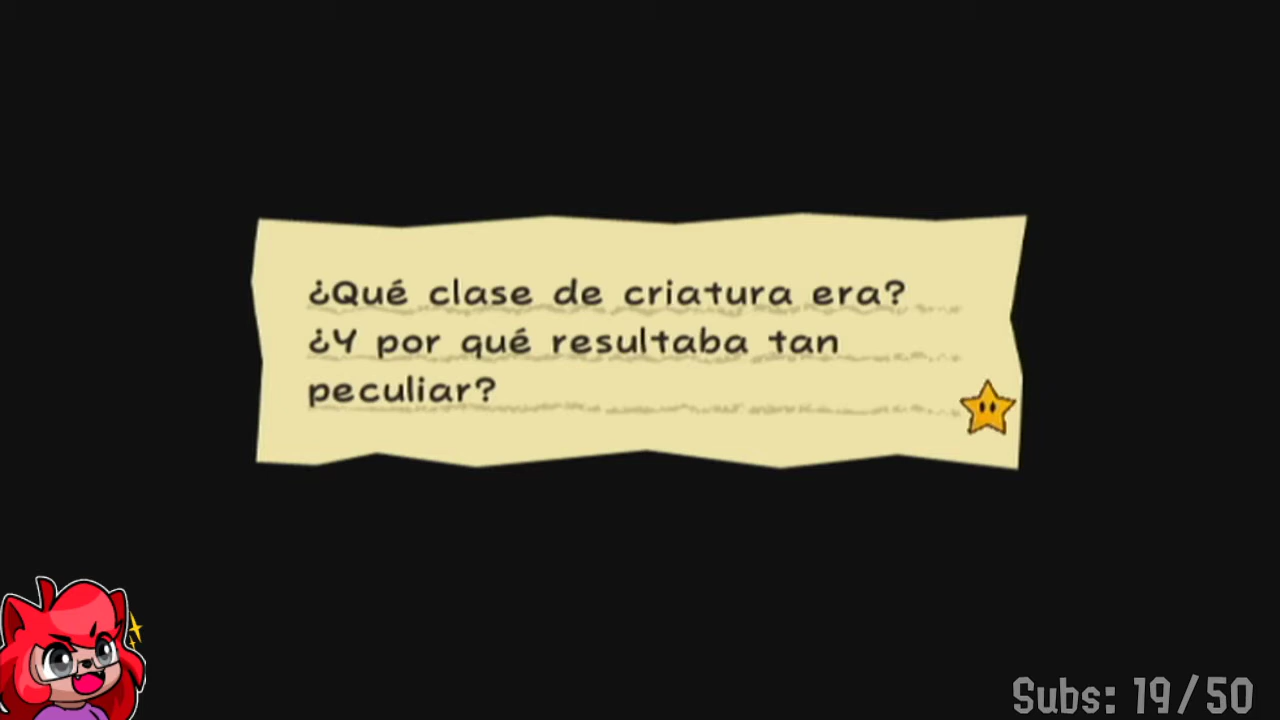 ¿Qué clase de criatura era?
¿Y por qué resultaba tan
peculiar?
Subs: 19/50